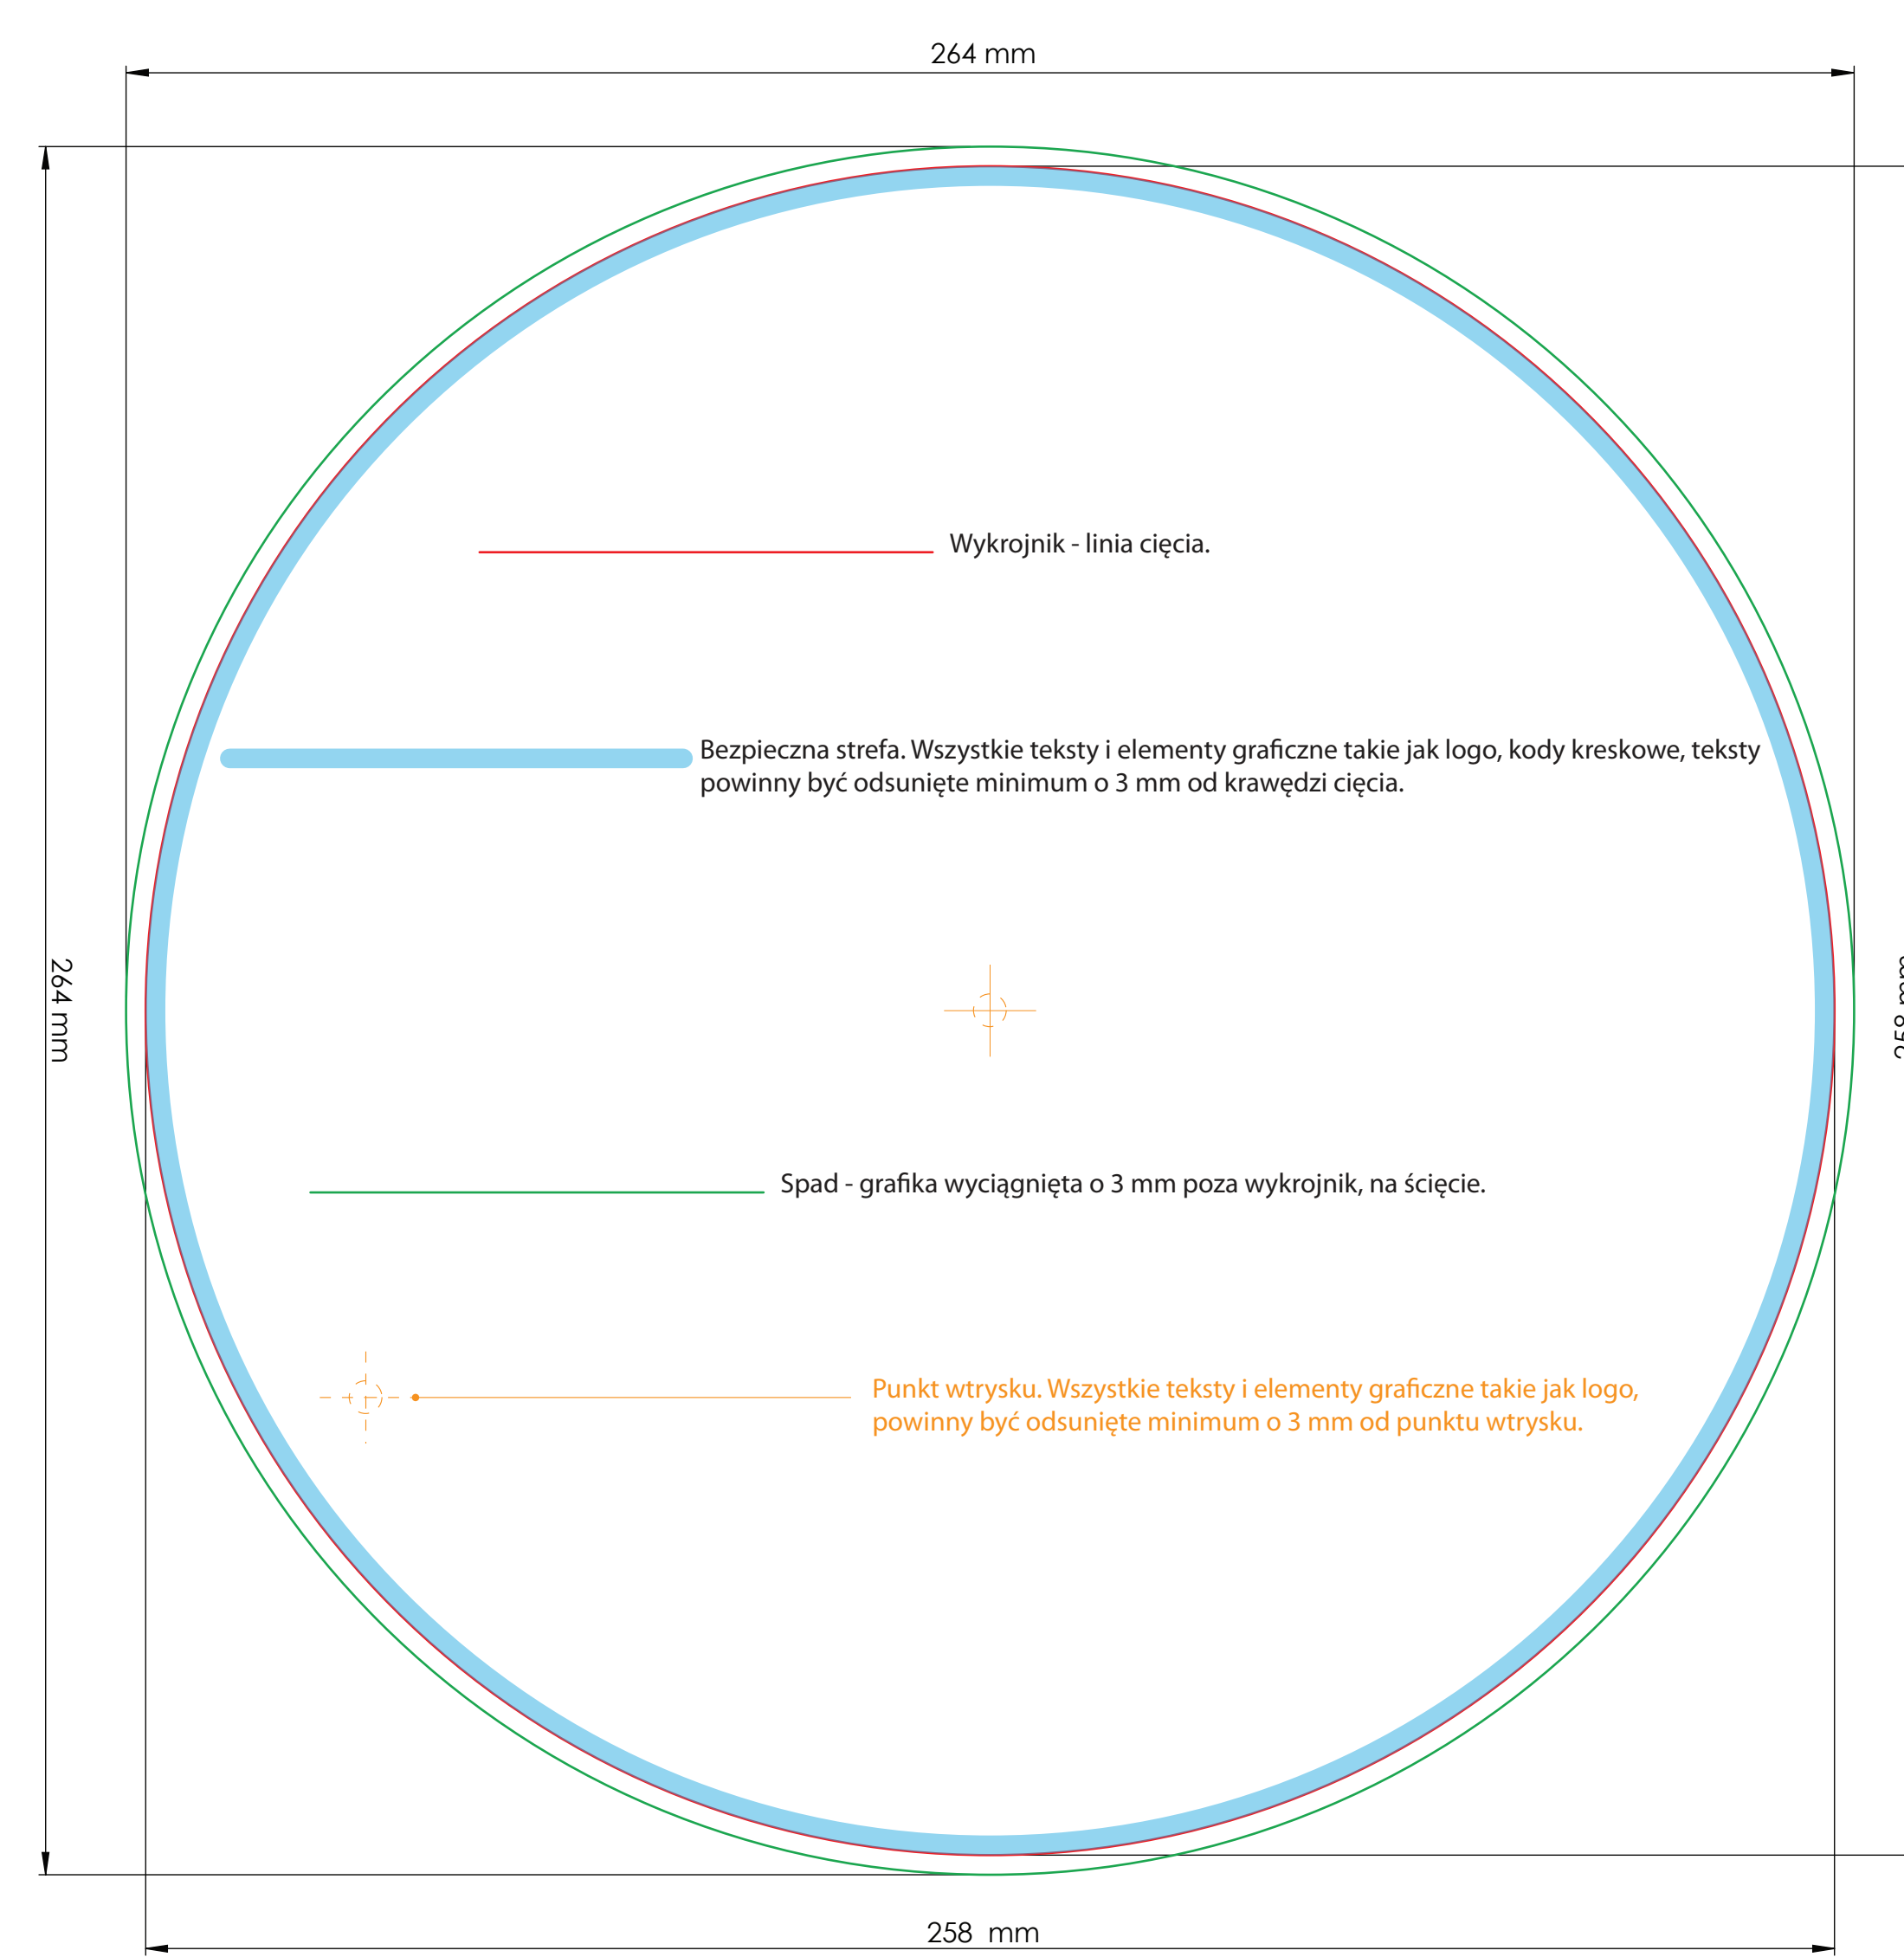 264 mm
Wykrojnik - linia cięcia.
Bezpieczna strefa. Wszystkie teksty i elementy graficzne takie jak logo, kody kreskowe, teksty
powinny być odsunięte minimum o 3 mm od krawędzi cięcia.
264 mm
Spad - grafika wyciągnięta o 3 mm poza wykrojnik, na ścięcie.
Punkt wtrysku. Wszystkie teksty i elementy graficzne takie jak logo,
powinny być odsunięte minimum o 3 mm od punktu wtrysku.
258 mm